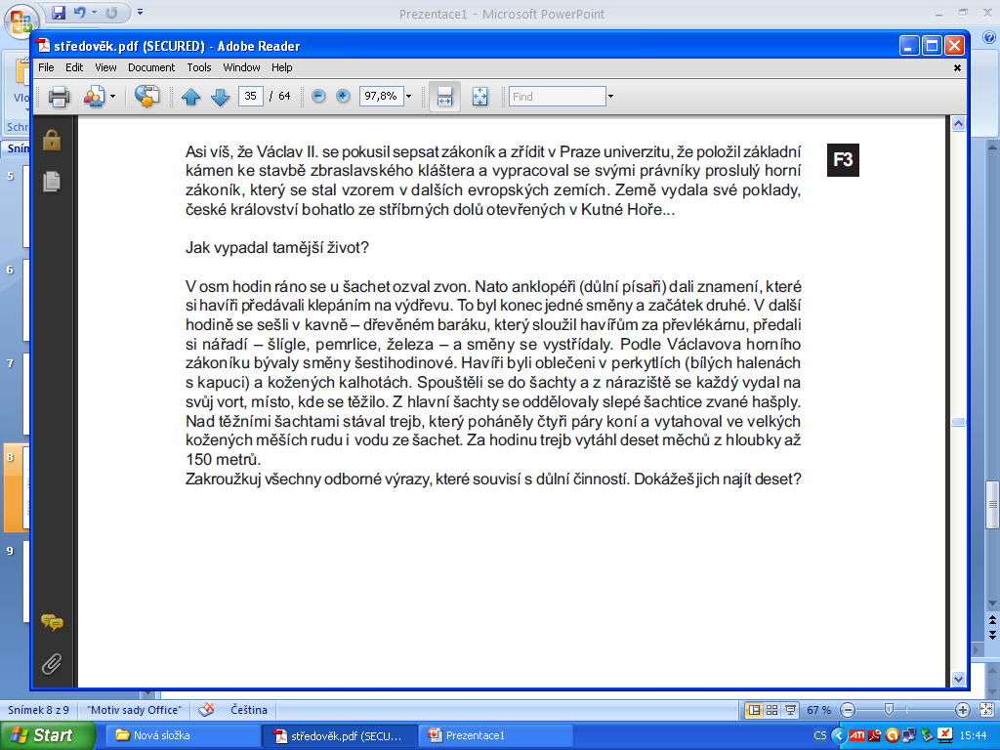 Prezentace1 - Microsoft PowerPoint
středověk.pdf (SECURED) - Adobe Reader
File Edit View Document Tools Window Help
35 / 64 97,8% Find
Vlo
Schr
Sním
5
6
7
8
9
F3
Asi víš, že Václav II. se pokusil sepsat zákoník a zřídit v Praze univerzitu, že položil základní
kámen ke stavbě zbraslavského kláštera a vypracoval se svými právníky proslulý horní
zákoník, který se stal vzorem v dalších evropských zemích. Země vydala své poklady,
české království bohatlo ze stříbrných dolů otevřených v Kutné Hoře...
Jak vypadal tamější život?
V osm hodin ráno se u šachet ozval zvon. Nato anklopéři (důlní písaři) dali znamení, které
si havíři předávali klepáním na výdřevu. To byl konec jedné směny a začátek druhé. V další
hodině se sešli v kavně – dřevěném baráku, který sloužil havířům za převlékárnu, předali
si nářadí – šlígle, pemrlice, železa – a směny se vystřídaly. Podle Václavova horního
zákoníku bývaly směny šestihodinové. Havíři byli oblečeni v perkytlích (bílých halenách
s kapuci) a kožených kalhotách. Spouštěli se do šachty a z náraziště se každý vydal na
svůj vort, místo, kde se těžilo. Z hlavní šachty se oddělovaly slepé šachtice zvané hašply.
Nad těžními šachtami stával trejb, který poháněly čtyři páry koní a vytahoval ve velkých
kožených měších rudu i vodu ze šachet. Za hodinu trejb vytáhl deset měchů z hloubky až
150 metrů.
Zakroužkuj všechny odborné výrazy, které souvisí s důlní činností. Dokážeš jich najít deset?
Snímek 8 z 9 "Motiv sady Office" Čeština 67 %
Start Nová složka středověk.pdf (SECU... Prezentace1 CS ATI 15:44